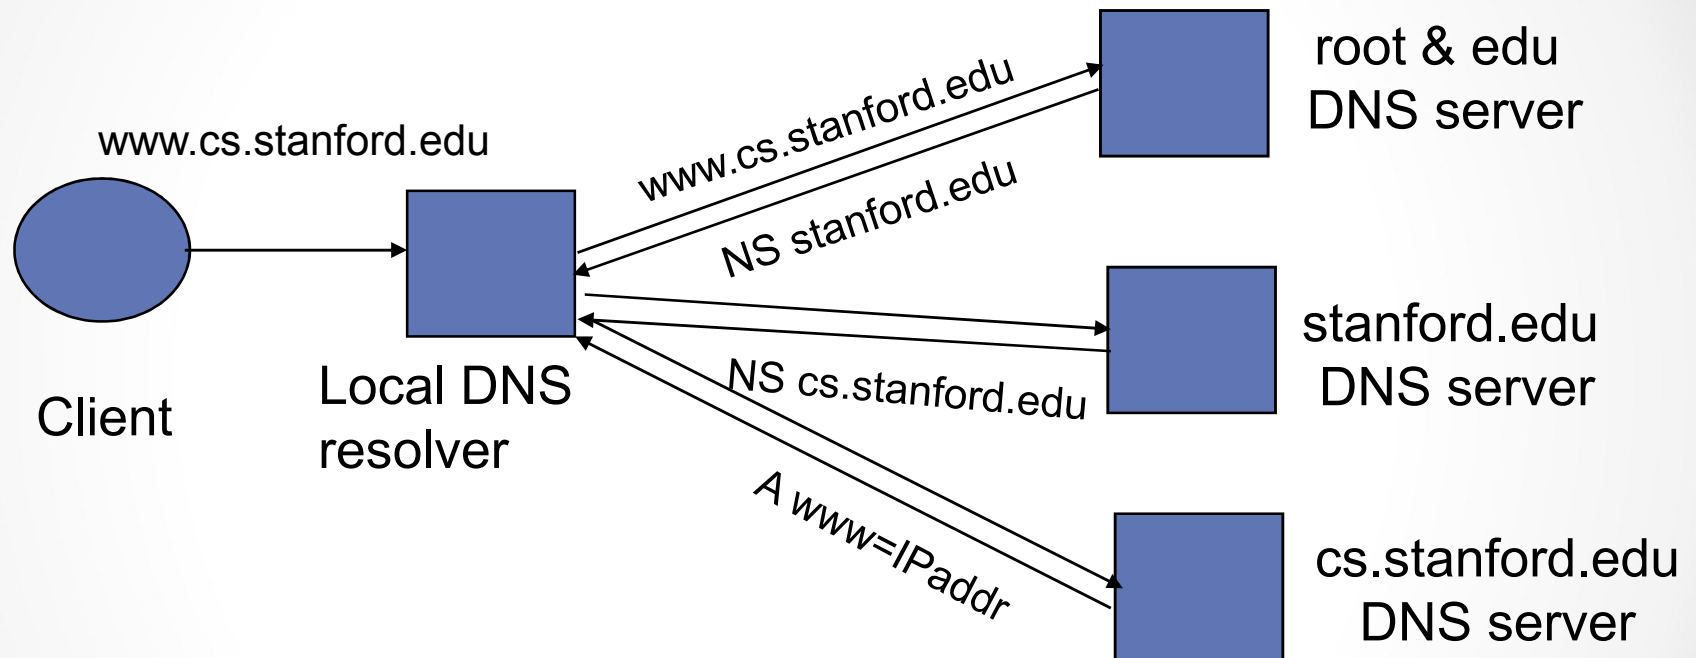 www.cs.stanford.edu
Client
Local DNS
resolver
www.cs.stanford.edu
NS stanford.edu
NS cs.stanford.edu
A www=IPaddr
root & edu
DNS server
stanford.edu
DNS server
cs.stanford.edu
DNS server